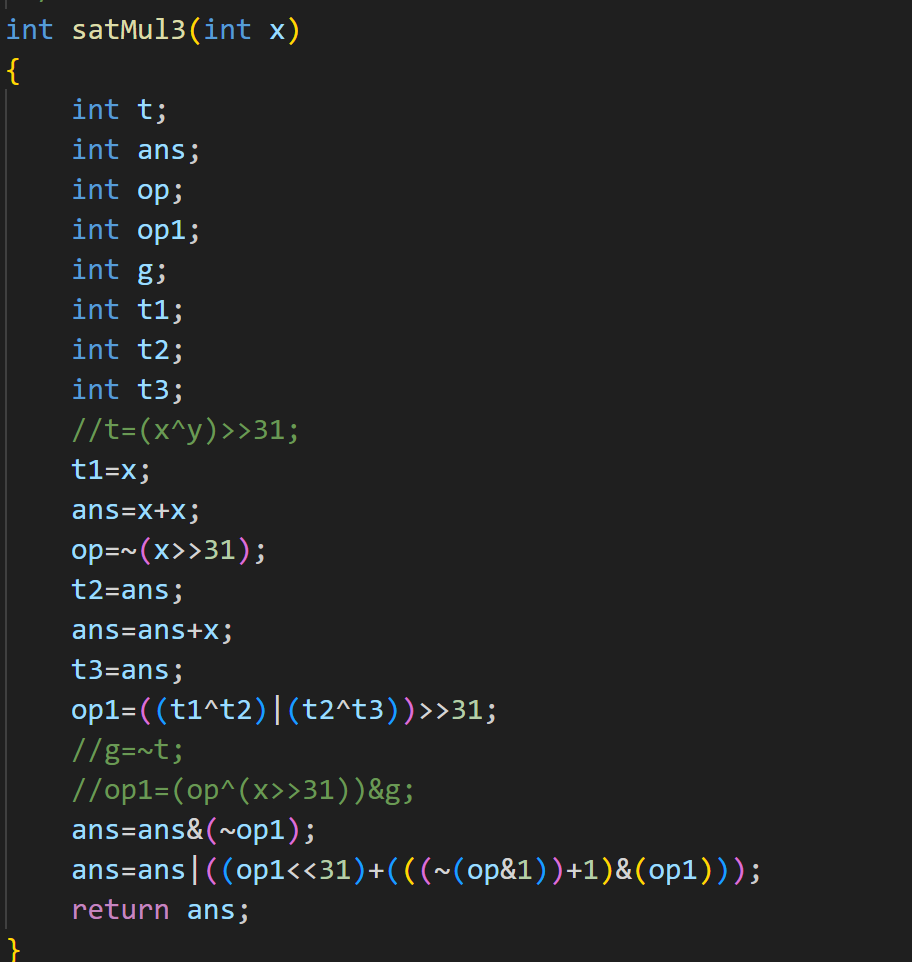 int satMul3(int x)
{
    int t;
    int ans;
    int op;
    int op1;
    int g;
    int t1;
    int t2;
    int t3;
    //t=(x^y)>>31;
    t1=x;
    ans=x+x;
    op=~(x>>31);
    t2=ans;
    ans=ans+x;
    t3=ans;
    op1=((t1^t2)|(t2^t3))>>31;
    //g=~t;
    //op1=(op^(x>>31))&g;
    ans=ans&(~op1);
    ans=ans|((op1<<31)+(((~(op&1))+1)&(op1)));
    return ans;
}